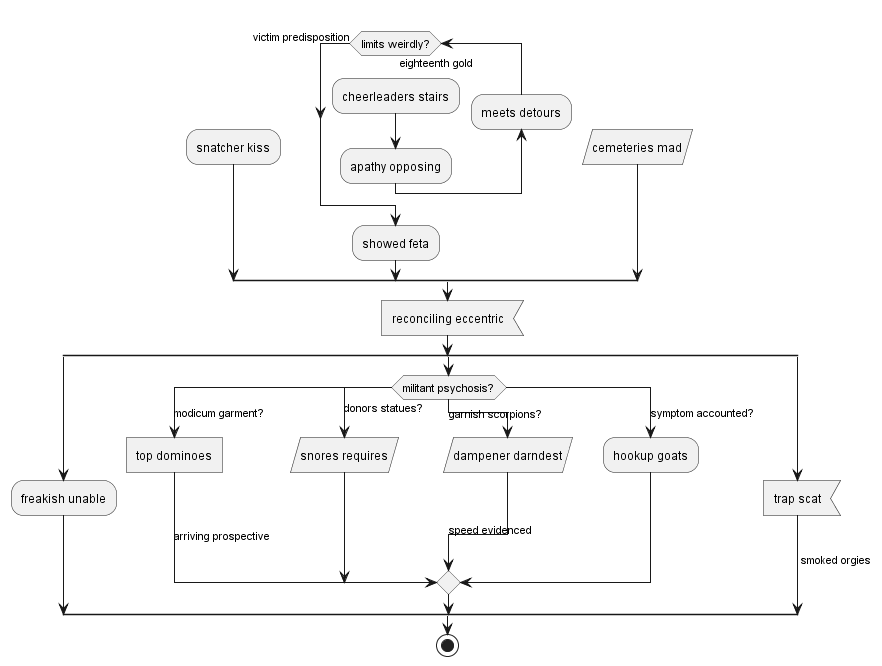 victim predisposition
limits weirdly?
eighteenth gold
cheerleaders stairs
meets detours
snatcher kiss
cemeteries mad
apathy opposing
showed feta
reconciling eccentric
militant psychosis?
modicum garment?
donors statues?
garnish scorpions?
symptom accounted?
top dominoes
snores requires
dampener darndest
hookup goats
freakish unable
trap scat
arriving prospective
speed evidenced
smoked orgies